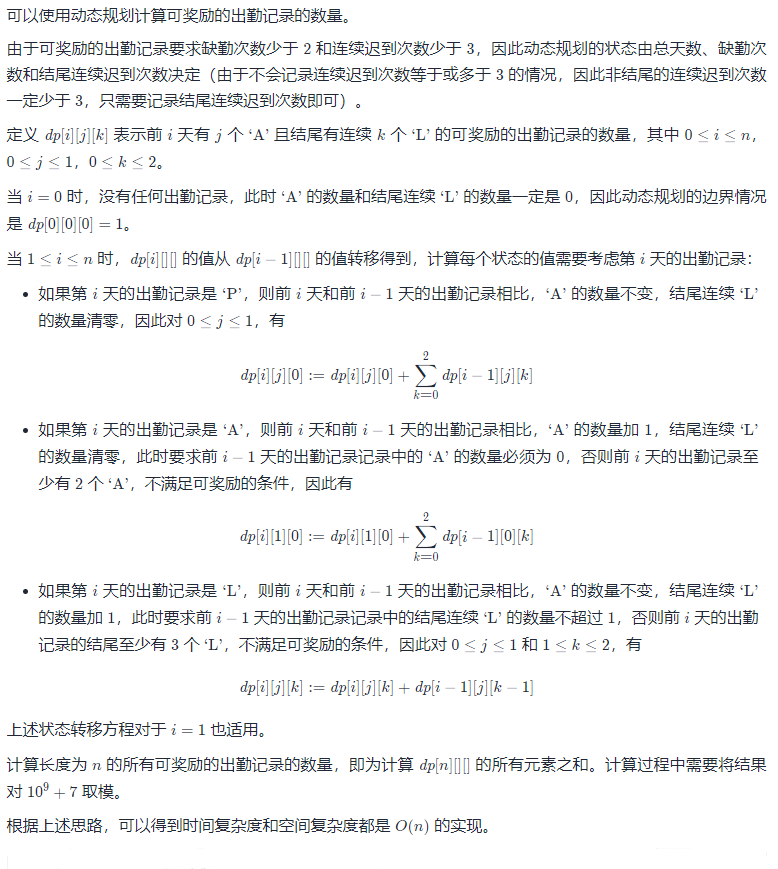 可以使用动态规划计算可奖励的出勤记录的数量。
由于可奖励的出勤记录要求缺勤次数少于 2 和连续迟到次数少于 3，因此动态规划的状态由总天数、缺勤次
数和结尾连续迟到次数决定（由于不会记录连续迟到次数等于或多于 3 的情况，因此非结尾的连续迟到次数
一定少于 3，只需要记录结尾连续迟到次数即可）。
定义 dp[i][j][k] 表示前 i 天有 j 个 ‘A’ 且结尾有连续 k 个 ‘L’ 的可奖励的出勤记录的数量，其中 0 ≤ i ≤ n，
0 ≤ j ≤ 1，0 ≤ k ≤ 2。
当 i = 0 时，没有任何出勤记录，此时 ‘A’ 的数量和结尾连续 ‘L’ 的数量一定是 0，因此动态规划的边界情况
是 dp[0][0][0] = 1。
当 1 ≤ i ≤ n 时，dp[i][][] 的值从 dp[i − 1][][] 的值转移得到，计算每个状态的值需要考虑第 i 天的出勤记录：
• 如果第 i 天的出勤记录是 ‘P’，则前 i 天和前 i − 1 天的出勤记录相比，‘A’ 的数量不变，结尾连续 ‘L’
的数量清零，因此对 0 ≤ j ≤ 1，有
dp[i][j][0] := dp[i][j][0] + ∑_{k=0}^{2} dp[i − 1][j][k]
• 如果第 i 天的出勤记录是 ‘A’，则前 i 天和前 i − 1 天的出勤记录相比，‘A’ 的数量加 1，结尾连续 ‘L’
的数量清零，此时要求前 i − 1 天的出勤记录记录中的 ‘A’ 的数量必须为 0，否则前 i 天的出勤记录至
少有 2 个 ‘A’，不满足可奖励的条件，因此有
dp[i][1][0] := dp[i][1][0] + ∑_{k=0}^{2} dp[i − 1][0][k]
• 如果第 i 天的出勤记录是 ‘L’，则前 i 天和前 i − 1 天的出勤记录相比，‘A’ 的数量不变，结尾连续 ‘L’
的数量加 1，此时要求前 i − 1 天的出勤记录记录中的结尾连续 ‘L’ 的数量不超过 1，否则前 i 天的出勤
记录的结尾至少有 3 个 ‘L’，不满足可奖励的条件，因此对 0 ≤ j ≤ 1 和 1 ≤ k ≤ 2，有
dp[i][j][k] := dp[i][j][k] + dp[i − 1][j][k − 1]
上述状态转移方程对于 i = 1 也适用。
计算长度为 n 的所有可奖励的出勤记录的数量，即为计算 dp[n][][] 的所有元素之和。计算过程中需要将结果
对 10⁹ + 7 取模。
根据上述思路，可以得到时间复杂度和空间复杂度都是 O(n) 的实现。